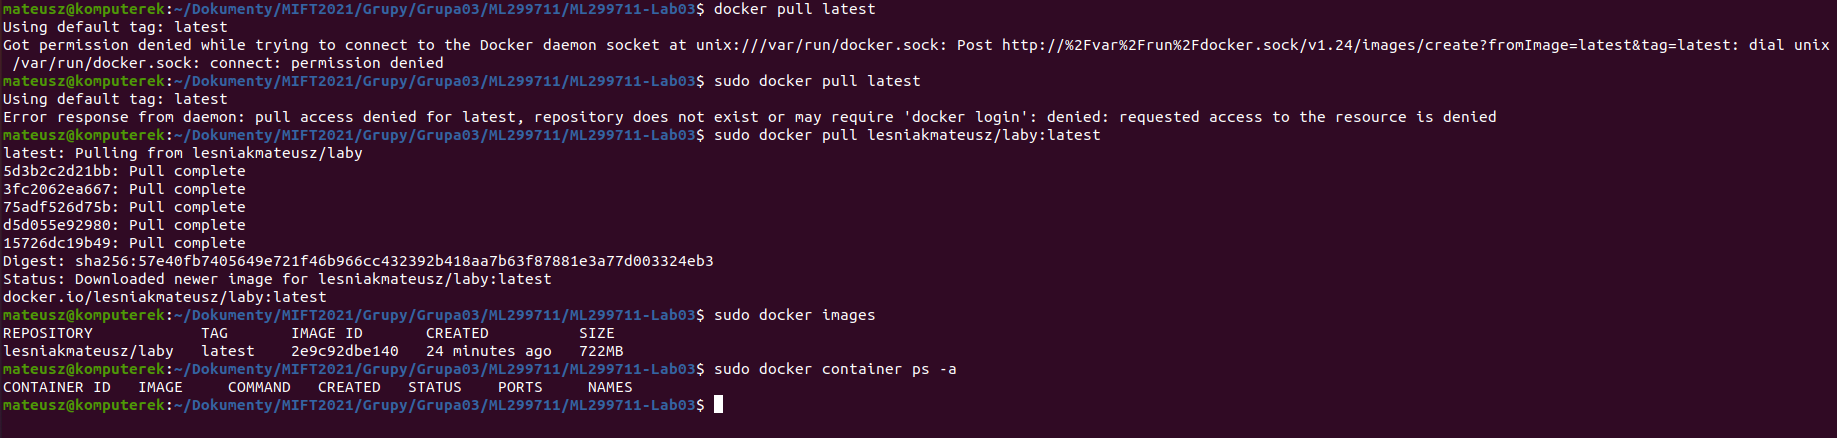 mateusz@komputerek:~/Dokumenty/MIFT2021/Grupy/Grupa03/ML299711/ML299711-Lab03$ docker pull latest
Using default tag: latest
Got permission denied while trying to connect to the Docker daemon socket at unix:///var/run/docker.sock: Post http://%2Fvar%2Frun%2Fdocker.sock/v1.24/images/create?fromImage=latest&tag=latest: dial unix
 /var/run/docker.sock: connect: permission denied
mateusz@komputerek:~/Dokumenty/MIFT2021/Grupy/Grupa03/ML299711/ML299711-Lab03$ sudo docker pull latest
Using default tag: latest
Error response from daemon: pull access denied for latest, repository does not exist or may require 'docker login': denied: requested access to the resource is denied
mateusz@komputerek:~/Dokumenty/MIFT2021/Grupy/Grupa03/ML299711/ML299711-Lab03$ sudo docker pull lesniakmateusz/laby:latest
latest: Pulling from lesniakmateusz/laby
5d3b2c2d21bb: Pull complete
3fc2062ea667: Pull complete
75adf526d75b: Pull complete
d5d055e92980: Pull complete
15726dc19b49: Pull complete
Digest: sha256:57e40fb7405649e721f46b966cc432392b418aa7b63f87881e3a77d003324eb3
Status: Downloaded newer image for lesniakmateusz/laby:latest
docker.io/lesniakmateusz/laby:latest
mateusz@komputerek:~/Dokumenty/MIFT2021/Grupy/Grupa03/ML299711/ML299711-Lab03$ sudo docker images
REPOSITORY            TAG       IMAGE ID       CREATED          SIZE
lesniakmateusz/laby   latest    2e9c92dbe140   24 minutes ago   722MB
mateusz@komputerek:~/Dokumenty/MIFT2021/Grupy/Grupa03/ML299711/ML299711-Lab03$ sudo docker container ps -a
CONTAINER ID   IMAGE     COMMAND   CREATED   STATUS    PORTS     NAMES
mateusz@komputerek:~/Dokumenty/MIFT2021/Grupy/Grupa03/ML299711/ML299711-Lab03$